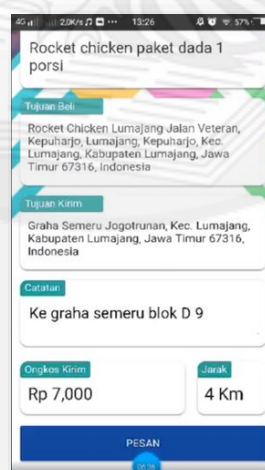 4G 2,0K/s 13:26 57%
Rocket chicken paket dada 1
porsi
Tujuan Beli
Rocket Chicken Lumajang Jalan Veteran,
Kepuharjo, Lumajang, Kepuharjo, Kec.
Lumajang, Kabupaten Lumajang, Jawa
Timur 67316, Indonesia
Tujuan Kirim
Graha Semeru Jogotrunan, Kec. Lumajang,
Kabupaten Lumajang, Jawa Timur 67316,
Indonesia
Catatan
Ke graha semeru blok D 9
Ongkos Kirim Jarak
Rp 7,000 4 Km
PESAN